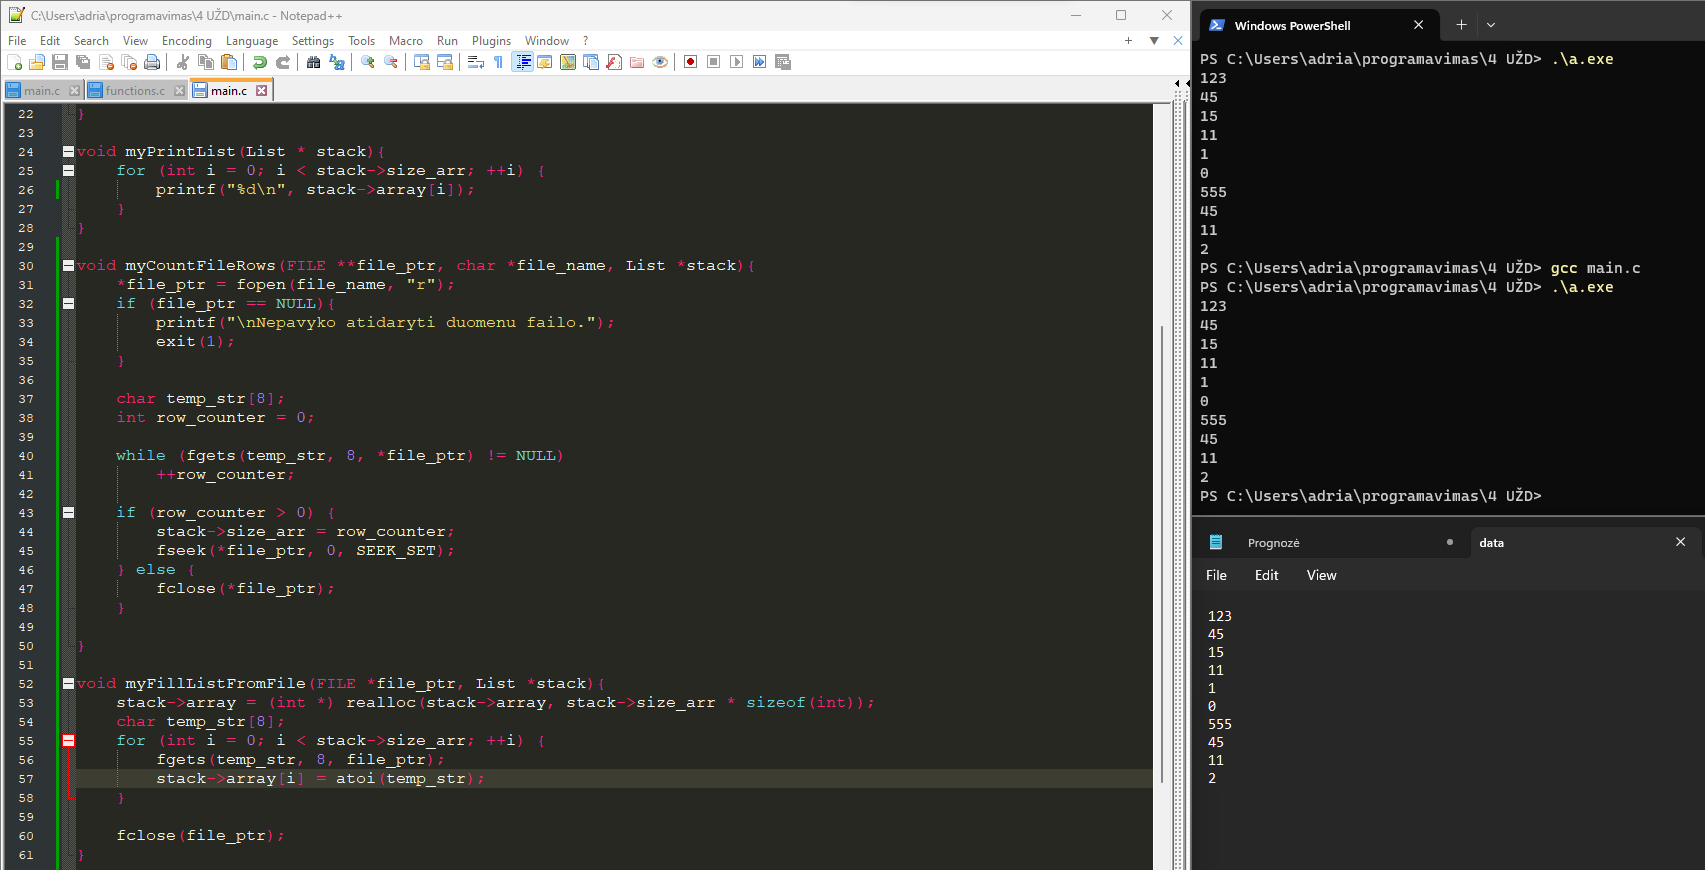 C:\Users\adria\programavimas\4 UŽD\main.c - Notepad++
File Edit Search View Encoding Language Settings Tools Macro Run Plugins Window ?
main.c functions.c main.c
22 }
23
24 void myPrintList(List * stack){
25 for (int i = 0; i < stack->size_arr; ++i) {
26 printf("%d\n", stack->array[i]);
27 }
28 }
29
30 void myCountFileRows(FILE **file_ptr, char *file_name, List *stack){
31 *file_ptr = fopen(file_name, "r");
32 if (file_ptr == NULL){
33 printf("\nNepavyko atidaryti duomenu failo.");
34 exit(1);
35 }
36
37 char temp_str[8];
38 int row_counter = 0;
39
40 while (fgets(temp_str, 8, *file_ptr) != NULL)
41 ++row_counter;
42
43 if (row_counter > 0) {
44 stack->size_arr = row_counter;
45 fseek(*file_ptr, 0, SEEK_SET);
46 } else {
47 fclose(*file_ptr);
48 }
49
50 }
51
52 void myFillListFromFile(FILE *file_ptr, List *stack){
53 stack->array = (int *) realloc(stack->array, stack->size_arr * sizeof(int));
54 char temp_str[8];
55 for (int i = 0; i < stack->size_arr; ++i) {
56 fgets(temp_str, 8, file_ptr);
57 stack->array[i] = atoi(temp_str);
58 }
59
60 fclose(file_ptr);
61 }
Windows PowerShell
PS C:\Users\adria\programavimas\4 UŽD> .\a.exe
123
45
15
11
1
0
555
45
11
2
PS C:\Users\adria\programavimas\4 UŽD> gcc main.c
PS C:\Users\adria\programavimas\4 UŽD> .\a.exe
123
45
15
11
1
0
555
45
11
2
PS C:\Users\adria\programavimas\4 UŽD>
Prognozė data
File Edit View
123
45
15
11
1
0
555
45
11
2